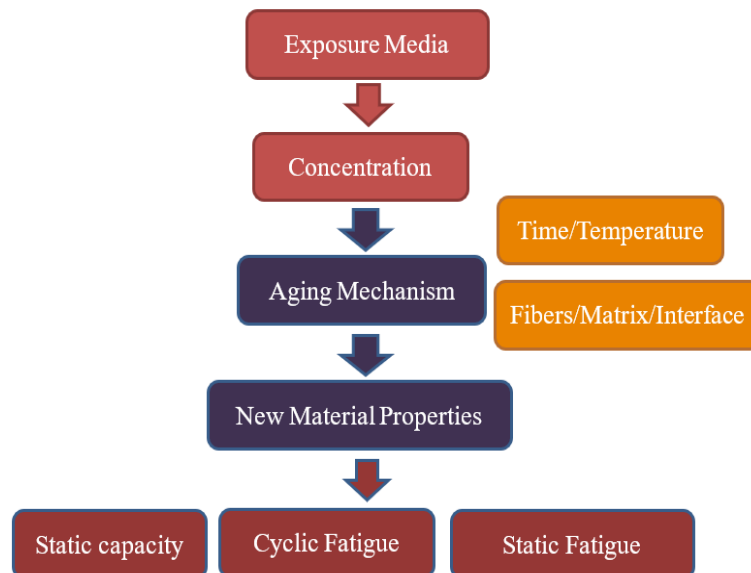 Exposure Media
Concentration
Time/Temperature
Aging Mechanism
Fibers/Matrix/Interface
New Material Properties
Static capacity
Cyclic Fatigue
Static Fatigue